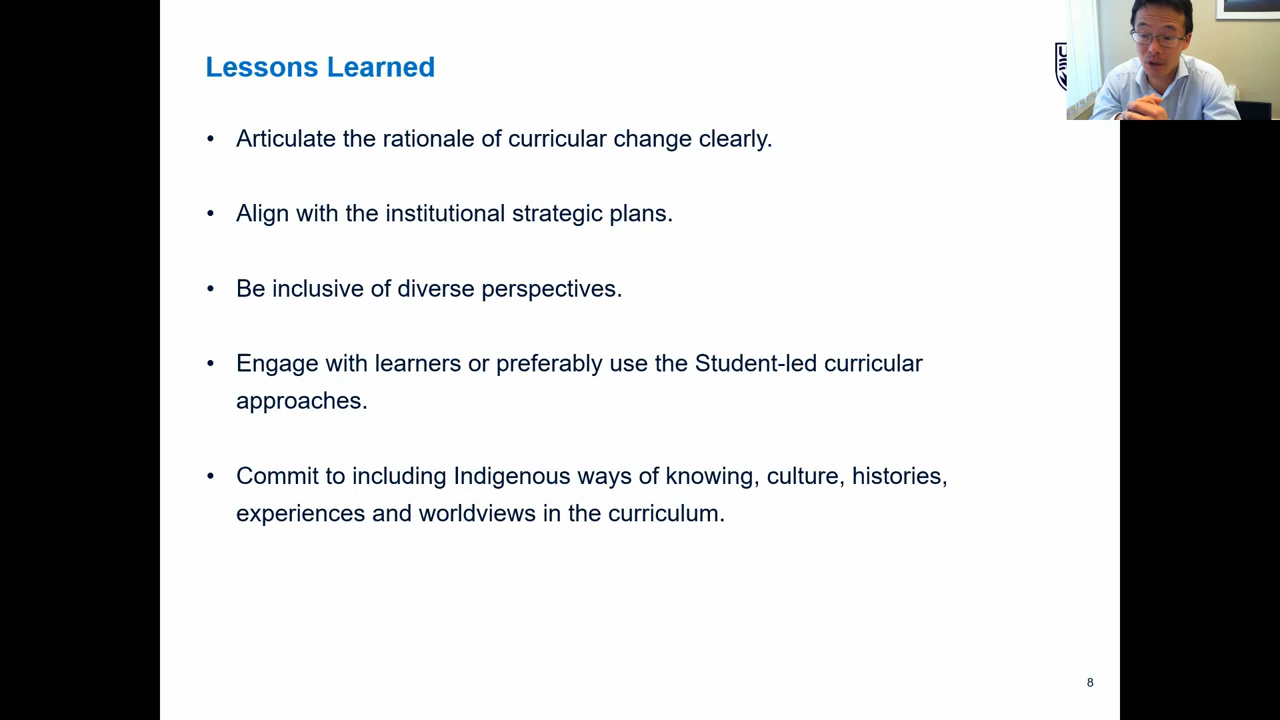 Lessons Learned
• Articulate the rationale of curricular change clearly.
• Align with the institutional strategic plans.
• Be inclusive of diverse perspectives.
• Engage with learners or preferably use the Student-led curricular
approaches.
• Commit to including Indigenous ways of knowing, culture, histories,
experiences and worldviews in the curriculum.
8